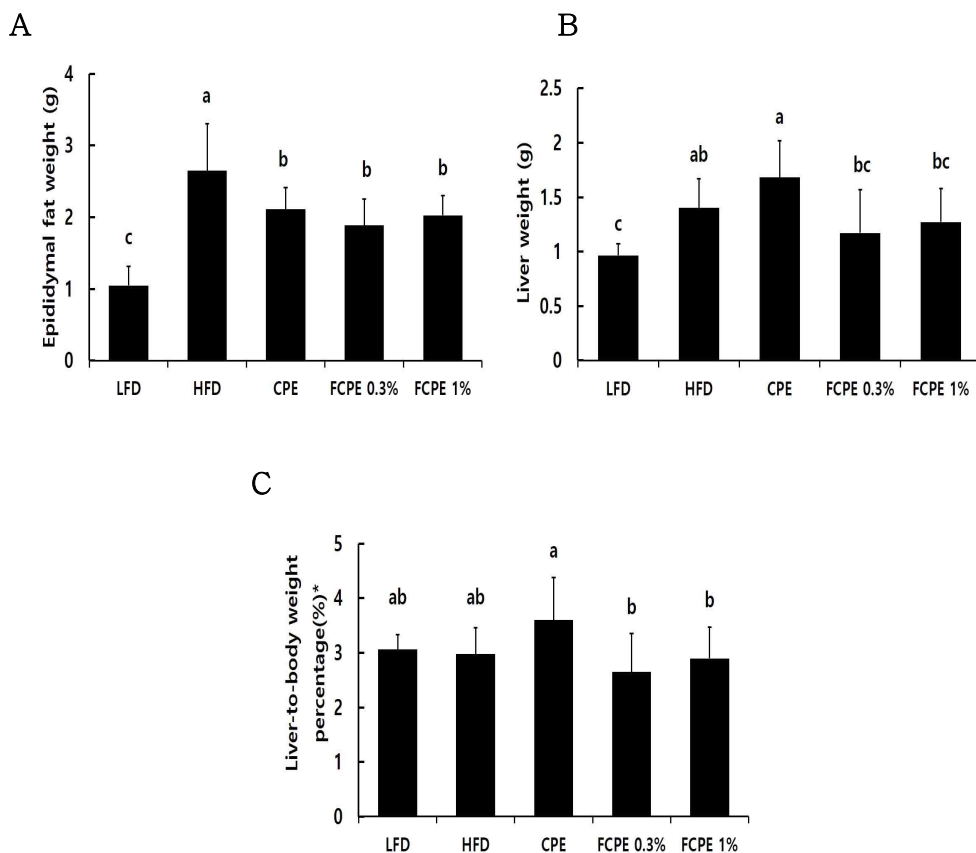 A
Epididymal fat weight (g)
4
3
2
1
0
a
b
b
b
c
LFD HFD CPE FCPE 0.3% FCPE 1%
B
Liver weight (g)
2.5
2
1.5
1
0.5
0
a
ab
bc
bc
c
LFD HFD CPE FCPE 0.3% FCPE 1%
C
Liver-to-body weight
percentage(%)*
5
4
3
2
1
0
a
ab ab
b b
LFD HFD CPE FCPE 0.3% FCPE 1%